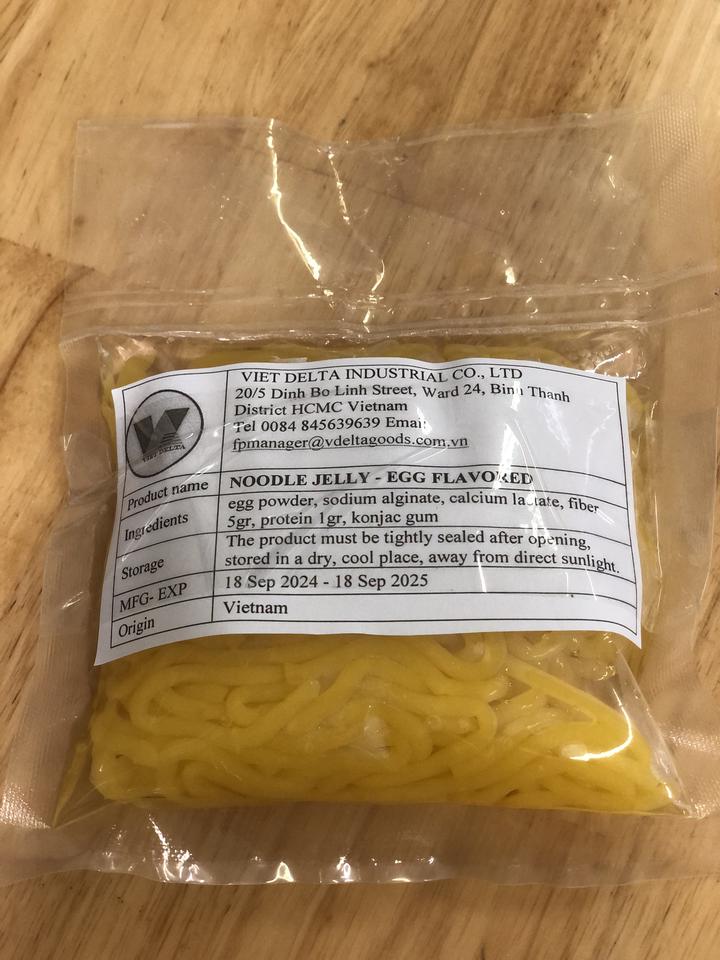 VIET DELTA INDUSTRIAL CO., LTD
20/5 Dinh Bo Linh Street, Ward 24, Binh Thanh
District HCMC Vietnam
Tel 0084 845639639 Email:
fpmanager@vdeltagoods.com.vn
VIET DELTA
Product name NOODLE JELLY - EGG FLAVORED
Ingredients egg powder, sodium alginate, calcium lactate, fiber
5gr, protein 1gr, konjac gum
Storage The product must be tightly sealed after opening,
stored in a dry, cool place, away from direct sunlight.
MFG- EXP 18 Sep 2024 - 18 Sep 2025
Origin Vietnam